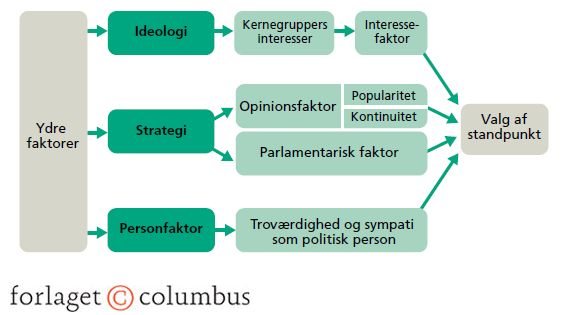 Ydre
faktorer
Ideologi
Kernegruppers
interesser
Interesse-
faktor
Strategi
Opinionsfaktor
Popularitet
Kontinuitet
Parlamentarisk faktor
Personfaktor
Troværdighed og sympati
som politisk person
Valg af
standpunkt
forlaget © columbus